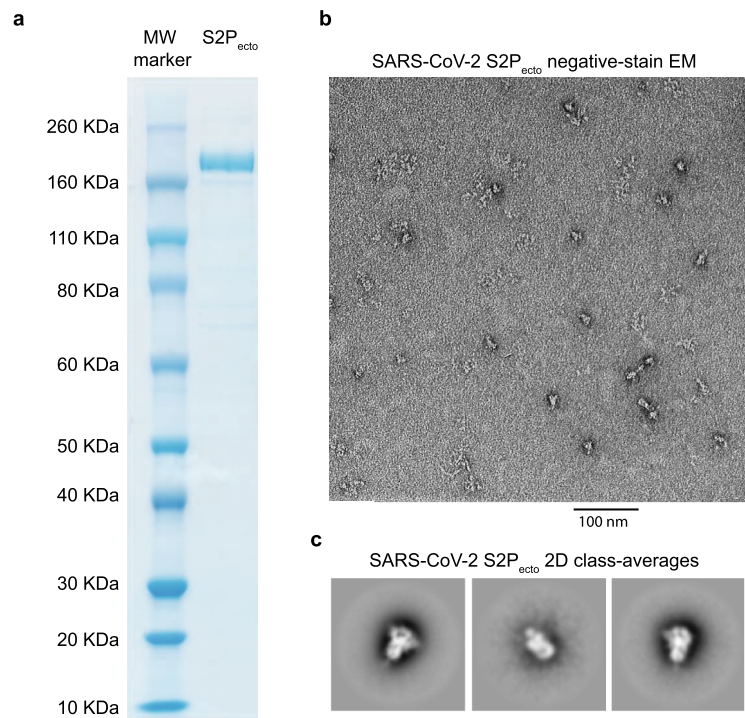 a
MW
marker
S2Pecto
260 KDa
160 KDa
110 KDa
80 KDa
60 KDa
50 KDa
40 KDa
30 KDa
20 KDa
10 KDa
b
SARS-CoV-2 S2Pecto negative-stain EM
100 nm
c
SARS-CoV-2 S2Pecto 2D class-averages